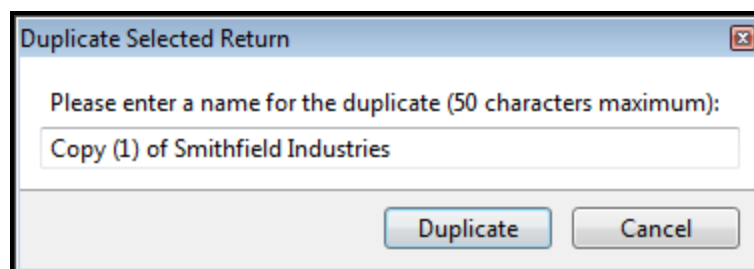 Duplicate Selected Return
Please enter a name for the duplicate (50 characters maximum):
Copy (1) of Smithfield Industries
Duplicate Cancel